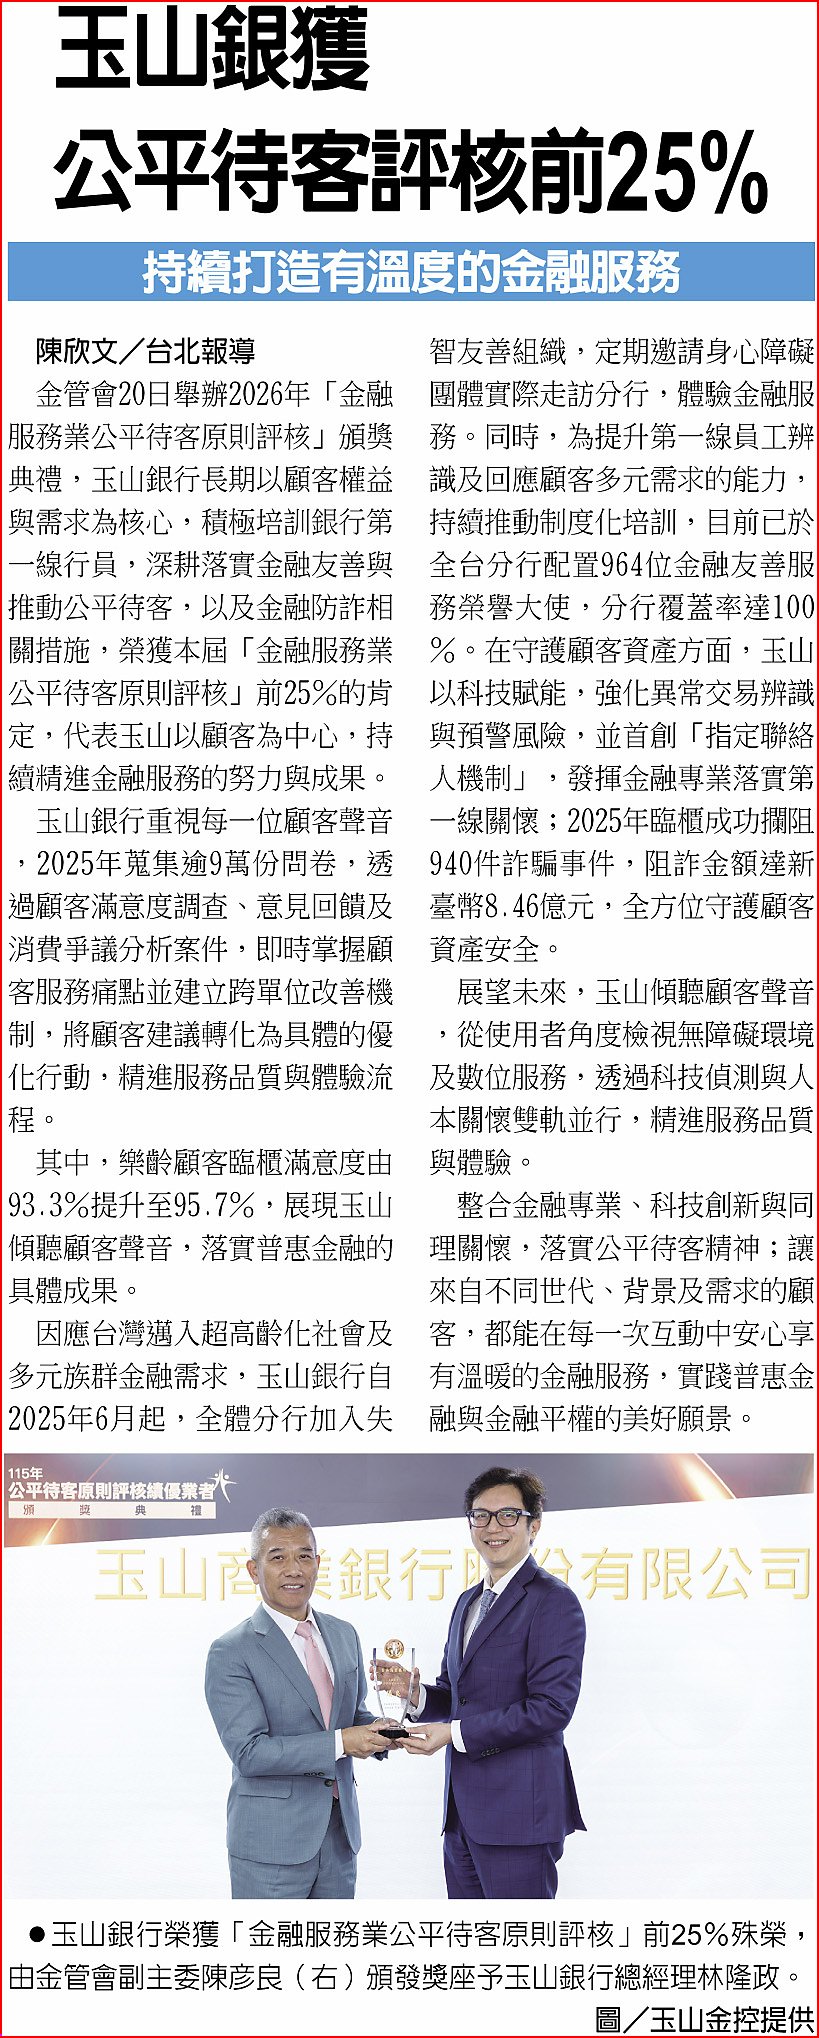 玉山銀獲
公平待客評核前25%
持續打造有溫度的金融服務
陳欣文／台北報導
金管會20日舉辦2026年「金融
服務業公平待客原則評核」頒獎
典禮，玉山銀行長期以顧客權益
與需求為核心，積極培訓銀行第
一線行員，深耕落實金融友善與
推動公平待客，以及金融防詐相
關措施，榮獲本屆「金融服務業
公平待客原則評核」前25%的肯
定，代表玉山以顧客為中心，持
續精進金融服務的努力與成果。
玉山銀行重視每一位顧客聲音
，2025年蒐集逾9萬份問卷，透
過顧客滿意度調查、意見回饋及
消費爭議分析案件，即時掌握顧
客服務痛點並建立跨單位改善機
制，將顧客建議轉化為具體的優
化行動，精進服務品質與體驗流
程。
其中，樂齡顧客臨櫃滿意度由
93.3%提升至95.7%，展現玉山
傾聽顧客聲音，落實普惠金融的
具體成果。
因應台灣邁入超高齡化社會及
多元族群金融需求，玉山銀行自
2025年6月起，全體分行加入失
智友善組織，定期邀請身心障礙
團體實際走訪分行，體驗金融服
務。同時，為提升第一線員工辨
識及回應顧客多元需求的能力，
持續推動制度化培訓，目前已於
全台分行配置964位金融友善服
務榮譽大使，分行覆蓋率達100
%。在守護顧客資產方面，玉山
以科技賦能，強化異常交易辨識
與預警風險，並首創「指定聯絡
人機制」，發揮金融專業落實第
一線關懷；2025年臨櫃成功攔阻
940件詐騙事件，阻詐金額達新
臺幣8.46億元，全方位守護顧客
資產安全。
展望未來，玉山傾聽顧客聲音
，從使用者角度檢視無障礙環境
及數位服務，透過科技偵測與人
本關懷雙軌並行，精進服務品質
與體驗。
整合金融專業、科技創新與同
理關懷，落實公平待客精神；讓
來自不同世代、背景及需求的顧
客，都能在每一次互動中安心享
有溫暖的金融服務，實踐普惠金
融與金融平權的美好願景。
115年
公平待客原則評核績優業者
頒獎典禮
玉山商業銀行股份有限公司
●玉山銀行榮獲「金融服務業公平待客原則評核」前25%殊榮，
由金管會副主委陳彥良（右）頒發獎座予玉山銀行總經理林隆政。
圖／玉山金控提供